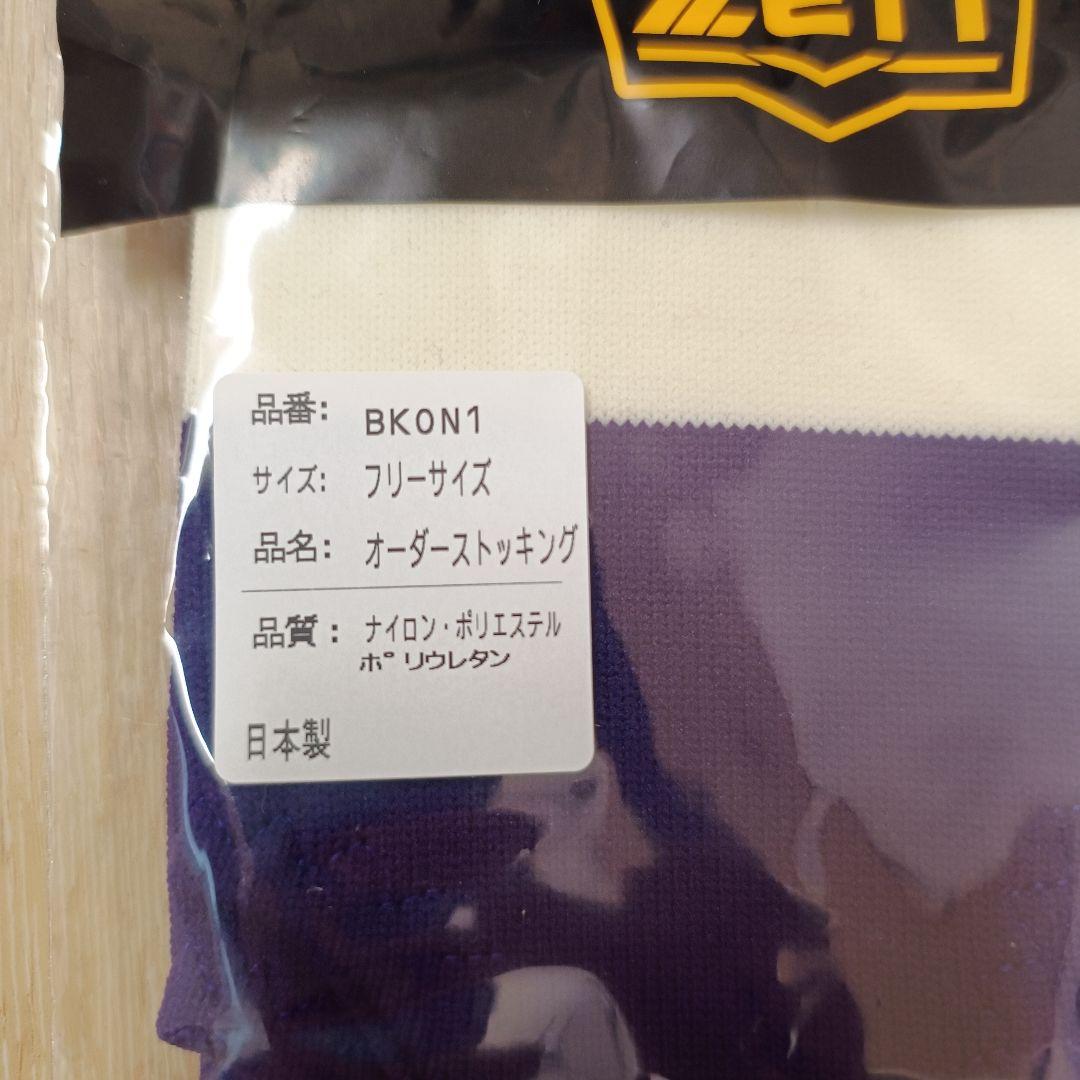 ZETT
品番: BKON1
サイズ: フリーサイズ
品名: オーダーストッキング
品質: ナイロン・ポリエステル
ポリウレタン
日本製